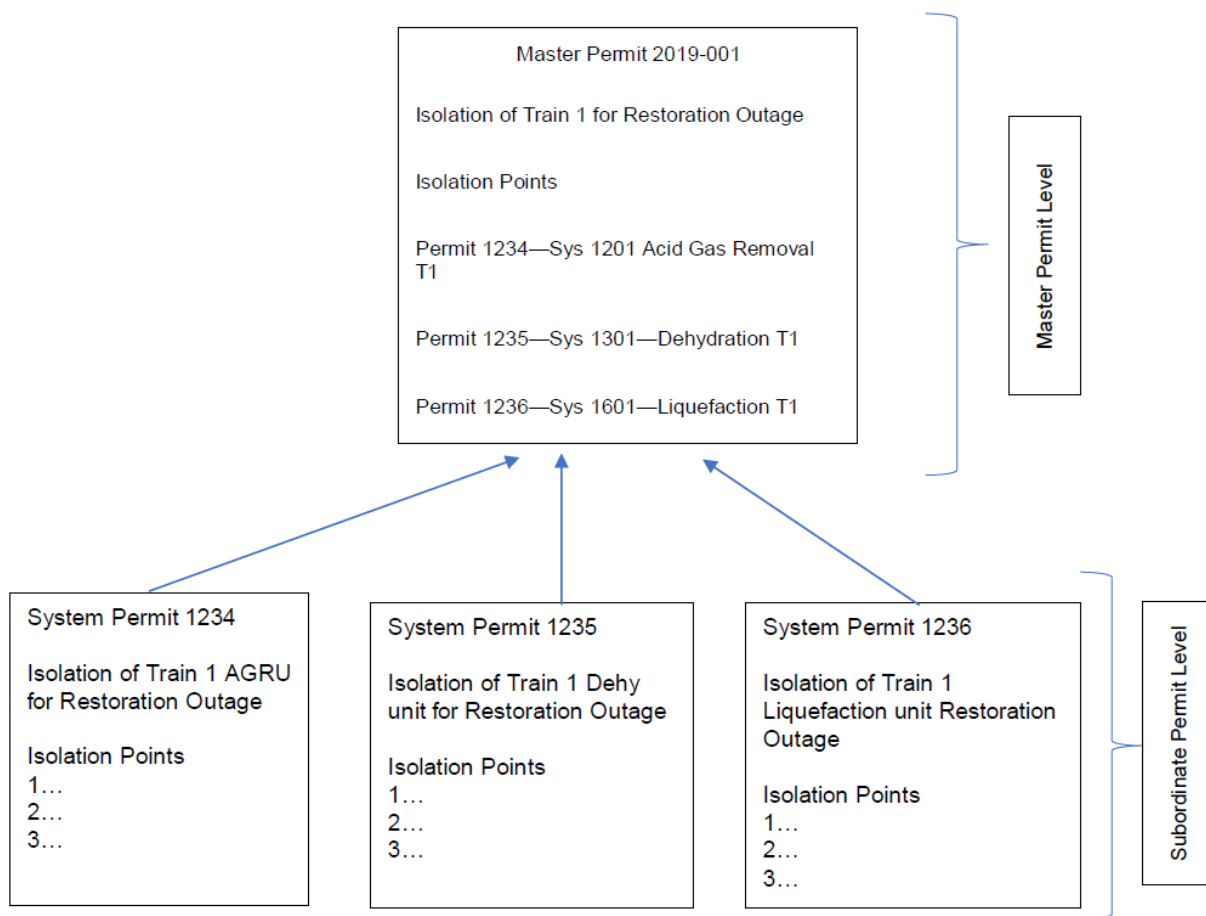 Master Permit 2019-001
Isolation of Train 1 for Restoration Outage
Isolation Points
Permit 1234—Sys 1201 Acid Gas Removal
T1
Permit 1235—Sys 1301—Dehydration T1
Permit 1236—Sys 1601—Liquefaction T1
Master Permit Level
System Permit 1234
Isolation of Train 1 AGRU
for Restoration Outage
Isolation Points
1…
2…
3…
System Permit 1235
Isolation of Train 1 Dehy
unit for Restoration Outage
Isolation Points
1…
2…
3…
System Permit 1236
Isolation of Train 1
Liquefaction unit Restoration
Outage
Isolation Points
1…
2…
3…
Subordinate Permit Level